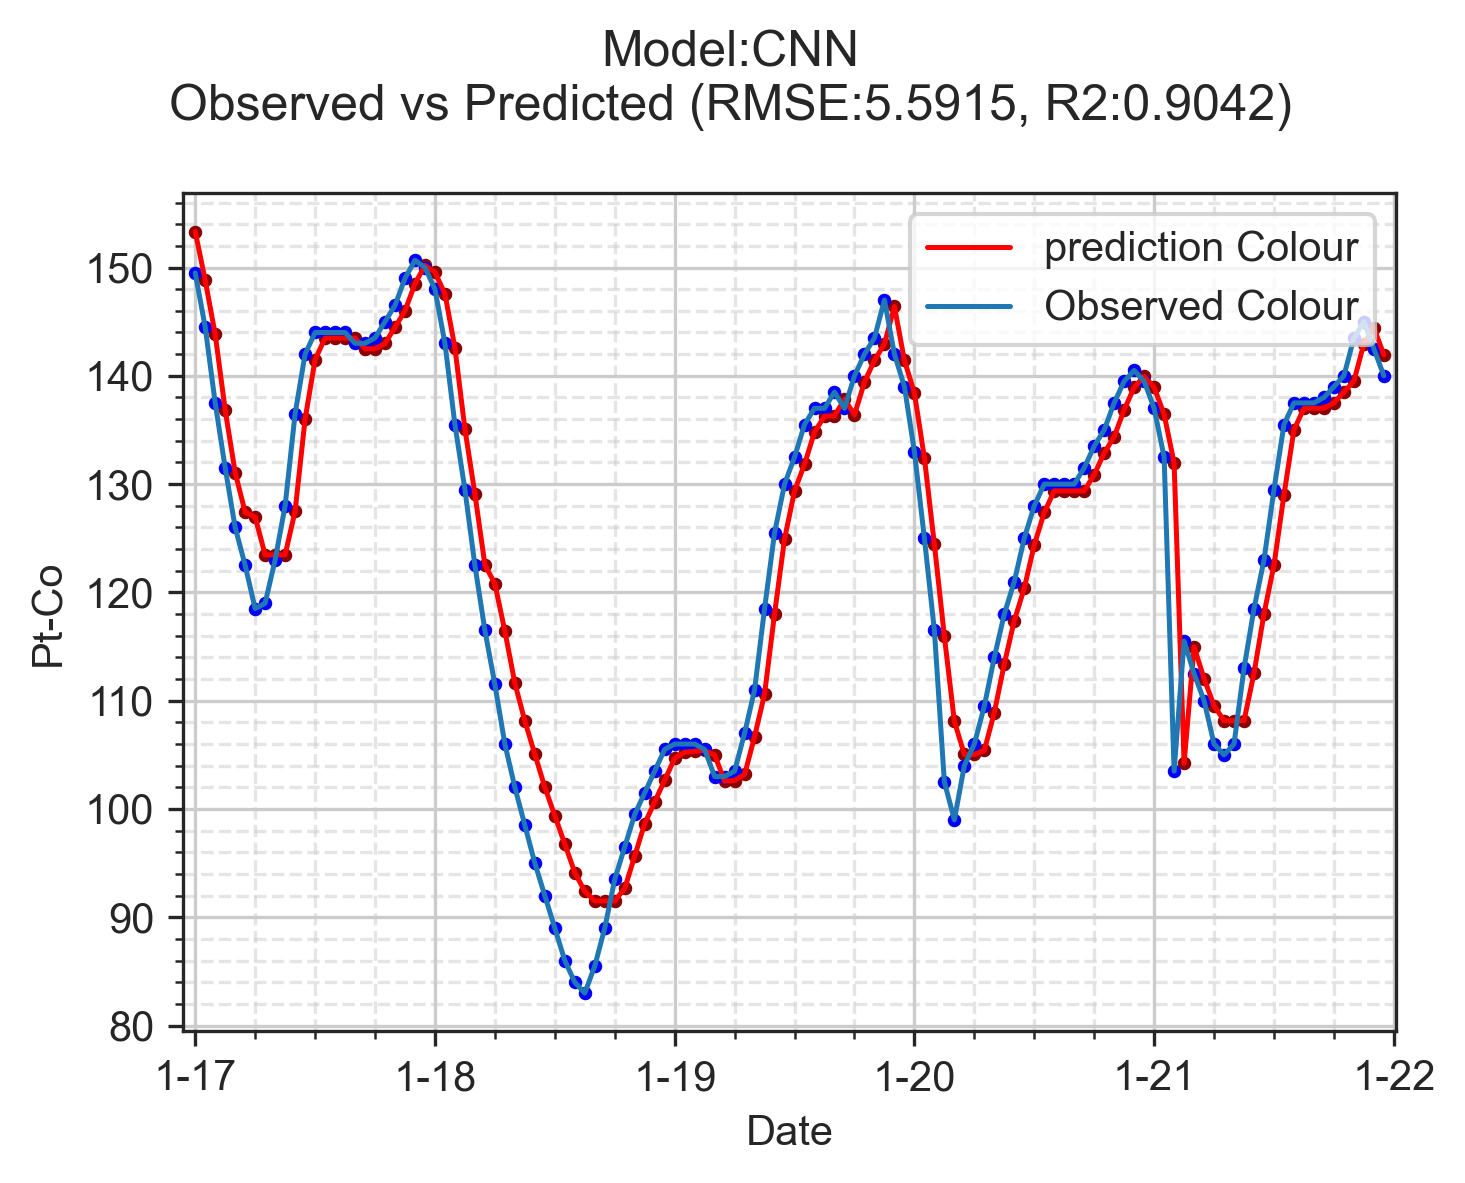 Model:CNN
Observed vs Predicted (RMSE:5.5915, R2:0.9042)
prediction Colour
Observed Colour
150
140
130
120
110
100
90
80
Pt-Co
1-17 1-18 1-19 1-20 1-21 1-22
Date